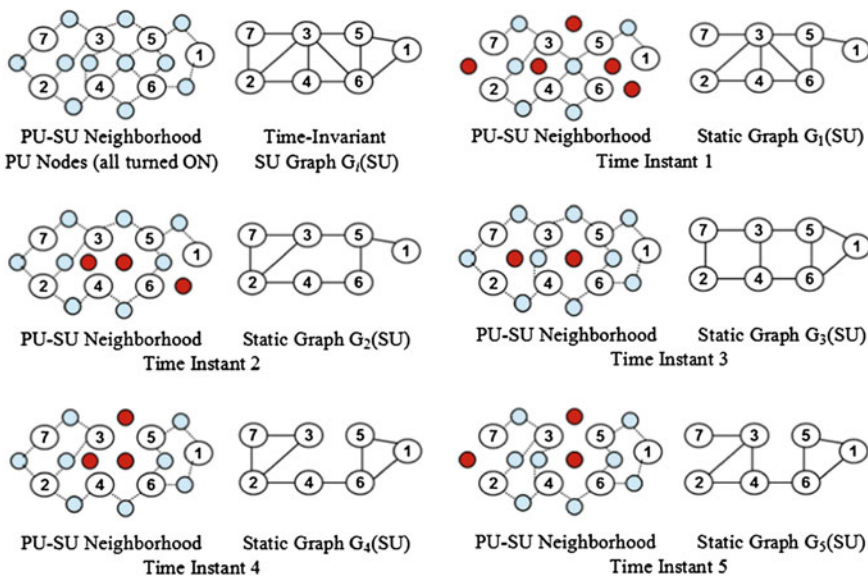 7 3 5 1
2 4 6
7 3 5 1
2 4 6
PU-SU Neighborhood
PU Nodes (all turned ON)
Time-Invariant
SU Graph Gi(SU)
7 3 5 1
2 4 6
7 3 5 1
2 4 6
PU-SU Neighborhood
Static Graph G1(SU)
Time Instant 1
7 3 5 1
2 4 6
7 3 5 1
2 4 6
PU-SU Neighborhood
Static Graph G2(SU)
Time Instant 2
7 3 5 1
2 4 6
7 3 5 1
2 4 6
PU-SU Neighborhood
Static Graph G3(SU)
Time Instant 3
7 3 5 1
2 4 6
7 3 5 1
2 4 6
PU-SU Neighborhood
Static Graph G4(SU)
Time Instant 4
7 3 5 1
2 4 6
7 3 5 1
2 4 6
PU-SU Neighborhood
Static Graph G5(SU)
Time Instant 5